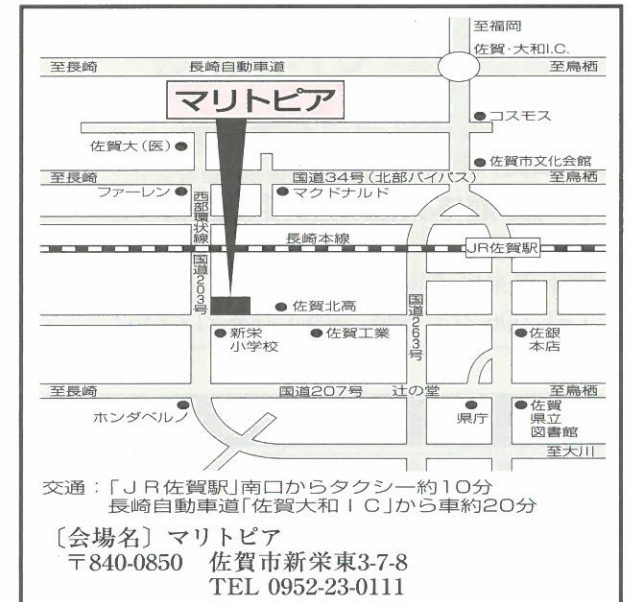 至福岡
佐賀・大和I.C.
至長崎
長崎自動車道
至鳥栖
マリトピア
コスモス
佐賀大(医)
佐賀市文化会館
至長崎
国道34号(北部バイパス)
至鳥栖
ファーレン
西部環状線
マクドナルド
長崎本線
JR佐賀駅
国道203号
佐賀北高
国道263号
新栄
小学校
佐賀工業
佐銀
本店
至長崎
国道207号
辻の堂
至鳥栖
ホンダベルノ
県庁
佐賀
県立
図書館
至大川
交通:「JR佐賀駅」南口からタクシー約10分
長崎自動車道「佐賀大和IC」から車約20分
〔会場名〕マリトピア
〒840-0850 佐賀市新栄東3-7-8
TEL 0952-23-0111